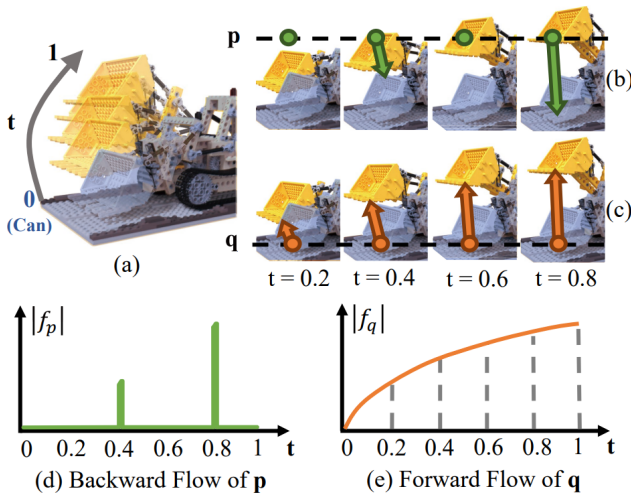 1
t
0
(Can)
(a)
p
(b)
(c)
q
t = 0.2 t = 0.4 t = 0.6 t = 0.8
|f_p|
0 0.2 0.4 0.6 0.8 1 t
(d) Backward Flow of p
|f_q|
0 0.2 0.4 0.6 0.8 1 t
(e) Forward Flow of q